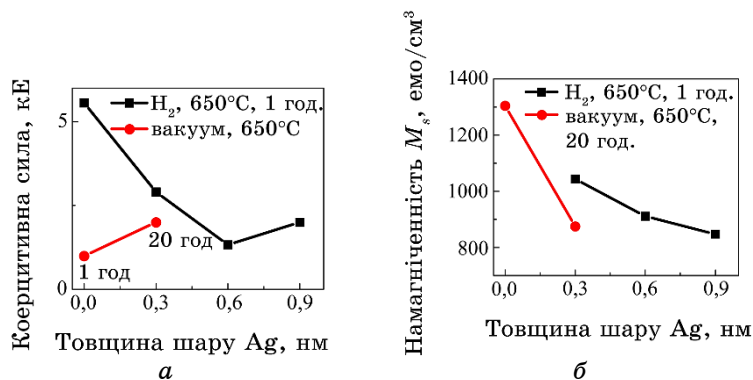 Коерцитивна сила, кЕ
5
0
H₂, 650°C, 1 год.
вакуум, 650°C
20 год
1 год
0,0 0,3 0,6 0,9
Товщина шару Ag, нм
а
Намагніченність Mₛ, емо/см³
1400
1300
1000
900
800
H₂, 650°C, 1 год.
вакуум, 650°C,
20 год.
0,0 0,3 0,6 0,9
Товщина шару Ag, нм
б